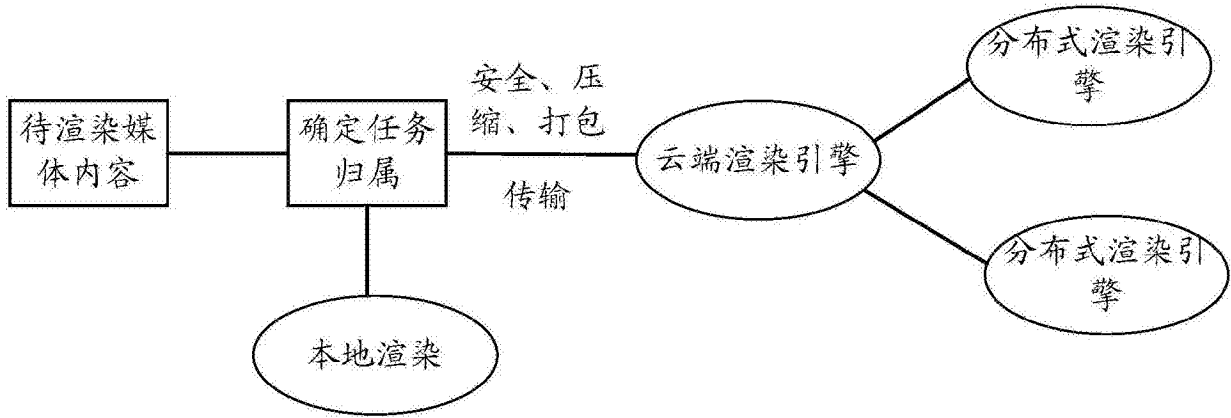 待渲染媒
体内容
确定任务
归属
安全、压
缩、打包
传输
云端渲染引擎
分布式渲染引
擎
分布式渲染引
擎
本地渲染